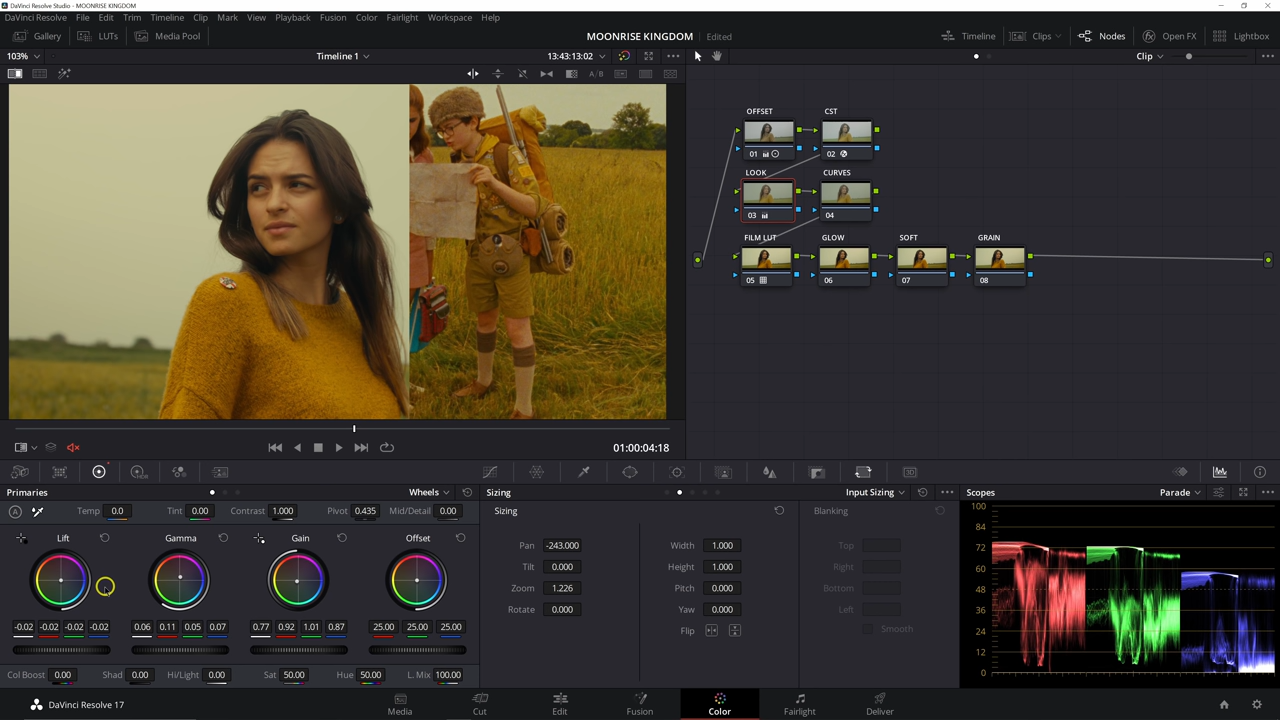 DaVinci Resolve Studio - MOONRISE KINGDOM
DaVinci Resolve File Edit Trim Timeline Clip Mark View Playback Fusion Color Fairlight Workspace Help
Gallery LUTs Media Pool MOONRISE KINGDOM Edited Timeline Clips Nodes Open FX Lightbox
103% Timeline 1 13:43:13:02 Clip
A/B
OFFSET CST
01 02
LOOK CURVES
03 04
FILM LUT GLOW SOFT GRAIN
05 06 07 08
01:00:04:18
Primaries Wheels Sizing Input Sizing Scopes Parade
A Temp 0.0 Tint 0.00 Contrast 1.000 Pivot 0.435 Mid/Detail 0.00 Sizing Blanking
Lift Gamma Gain Offset
Pan -243.000 Width 1.000 Top
Tilt 0.000 Height 1.000 Right
Zoom 1.226 Pitch 0.000 Bottom
Rotate 0.000 Yaw 0.000 Left
Flip Smooth
-0.02 -0.02 -0.02 -0.02 0.06 0.11 0.05 0.07 0.77 0.92 1.01 0.87 25.00 25.00 25.00
Col Boost 0.00 Shad 0.00 Hi/Light 0.00 Sat 50.00 Hue 50.00 L. Mix 100.00
100
84
72
60
48
36
24
12
0
DaVinci Resolve 17 Media Cut Edit Fusion Color Fairlight Deliver